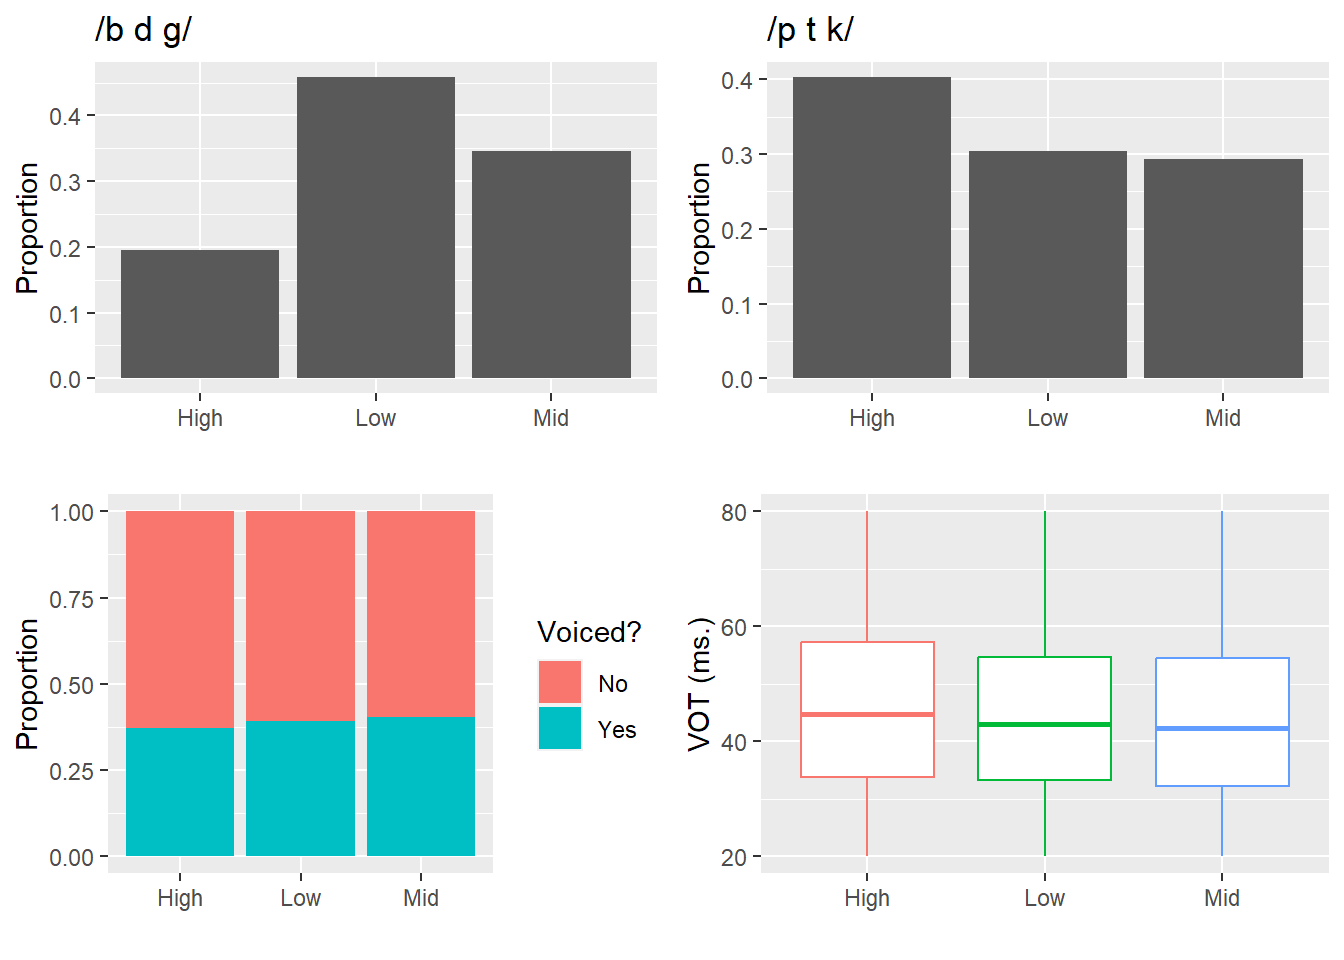 /b d g/
Proportion
0.4
0.3
0.2
0.1
0.0
High Low Mid
/p t k/
Proportion
0.4
0.3
0.2
0.1
0.0
High Low Mid
Proportion
1.00
0.75
0.50
0.25
0.00
High Low Mid
Voiced?
No
Yes
VOT (ms.)
80
60
40
20
High Low Mid